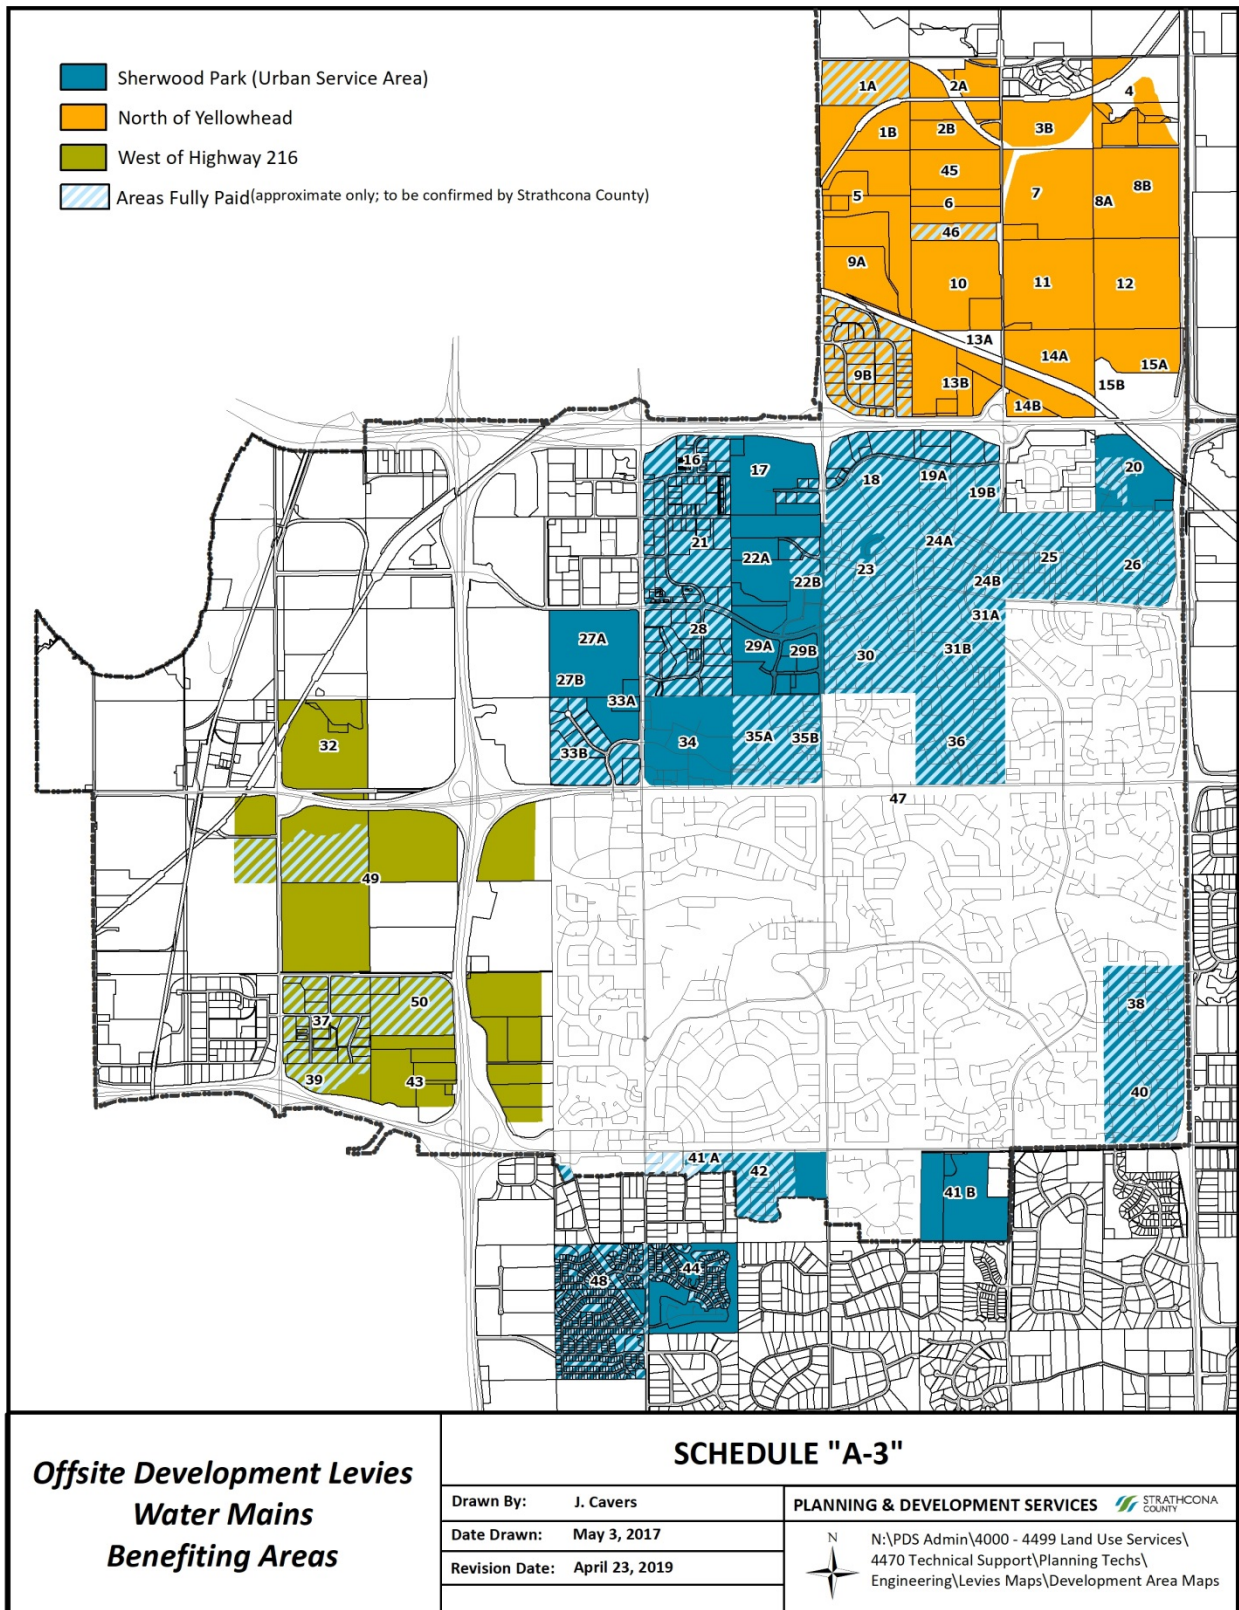 Sherwood Park (Urban Service Area)
North of Yellowhead
West of Highway 216
Areas Fully Paid(approximate only; to be confirmed by Strathcona County)
1A
2A
4
1B
2B
3B
45
7
8B
5
6
8A
46
9A
10
11
12
13A
14A
15A
9B
13B
15B
14B
16
17
18
19A
20
19B
21
24A
22A
23
25
26
22B
24B
31A
27A
28
29A
29B
30
31B
27B
33A
32
33B
34
35A
35B
36
47
49
38
50
37
39
43
40
41 A
42
41 B
48
44
Offsite Development Levies
Water Mains
Benefiting Areas
SCHEDULE "A-3"
Drawn By: J. Cavers
Date Drawn: May 3, 2017
Revision Date: April 23, 2019
PLANNING & DEVELOPMENT SERVICES
STRATHCONA
COUNTY
N
N:\PDS Admin\4000 - 4499 Land Use Services\
4470 Technical Support\Planning Techs\
Engineering\Levies Maps\Development Area Maps